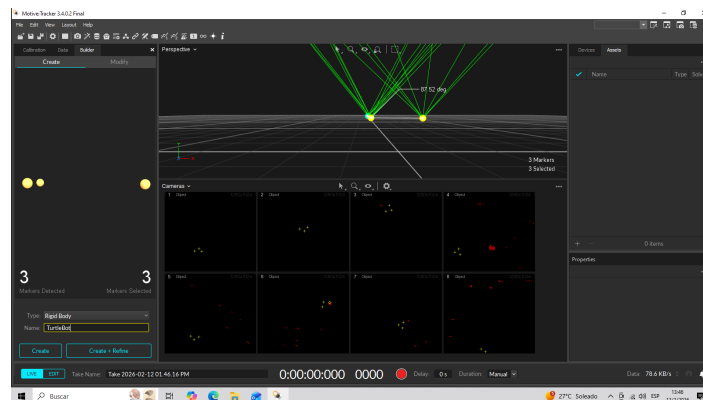 Motive:Tracker 3.4.0.2 Final
File Edit View Layout Help
Calibration Data Builder
Create Modify
3 3
Markers Detected Markers Selected
Type: Rigid Body
Name: TurtleBot
Create Create + Refine
Perspective
87.52 deg
3 Markers
3 Selected
Cameras
1 Object
2 Object
3 Object
4 Object
5 Object
6 Object
7 Object
8 Object
Devices Assets
Name Type
0 items
Properties
LIVE EDIT Take Name: Take 2026-02-12 01.46.16 PM 0:00:00:000 0000 Delay: 0 s Duration: Manual Data: 78.6 KB/s
Buscar
27°C Soleado ESP 13:46